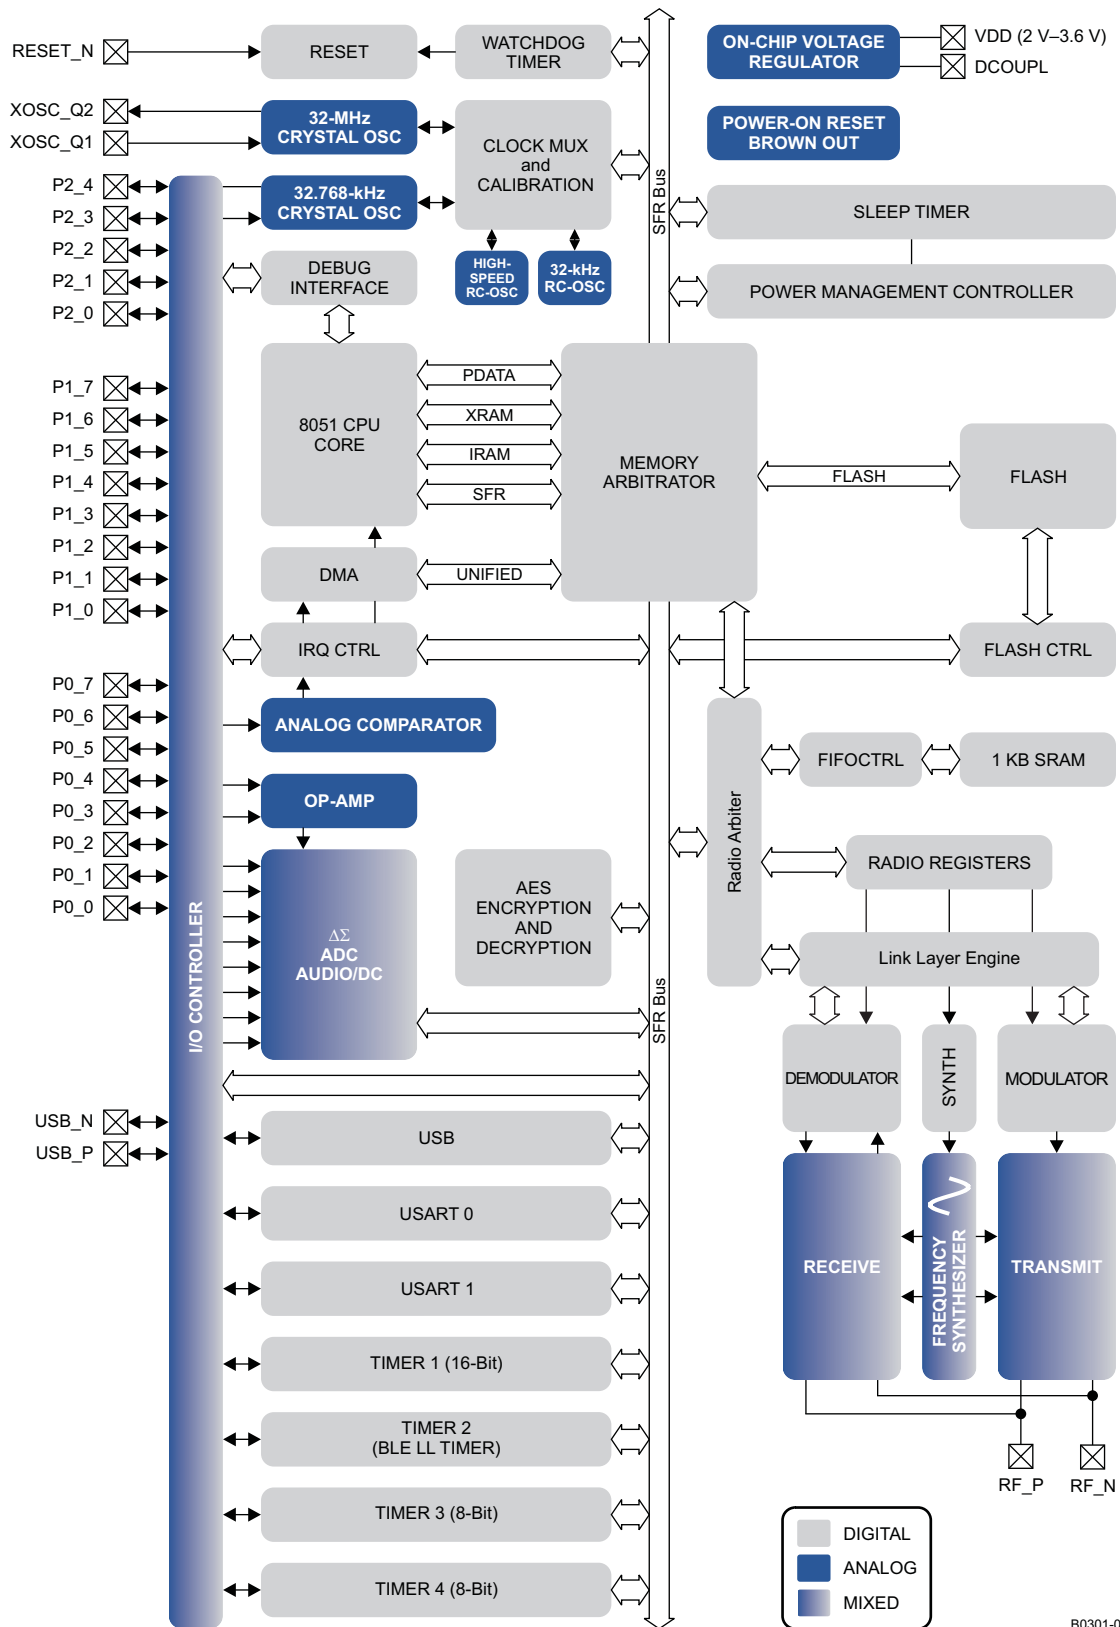 RESET_N
RESET
WATCHDOG
TIMER
ON-CHIP VOLTAGE
REGULATOR
VDD (2 V–3.6 V)
DCOUPL
XOSC_Q2
XOSC_Q1
32-MHz
CRYSTAL OSC
CLOCK MUX
and
CALIBRATION
POWER-ON RESET
BROWN OUT
SFR Bus
P2_4
P2_3
P2_2
P2_1
P2_0
32.768-kHz
CRYSTAL OSC
SLEEP TIMER
DEBUG
INTERFACE
HIGH-
SPEED
RC-OSC
32-kHz
RC-OSC
POWER MANAGEMENT CONTROLLER
P1_7
P1_6
P1_5
P1_4
P1_3
P1_2
P1_1
P1_0
8051 CPU
CORE
PDATA
XRAM
IRAM
SFR
MEMORY
ARBITRATOR
FLASH
FLASH
DMA
UNIFIED
IRQ CTRL
FLASH CTRL
P0_7
P0_6
P0_5
P0_4
P0_3
P0_2
P0_1
P0_0
ANALOG COMPARATOR
OP-AMP
Radio Arbiter
FIFOCTRL
1 KB SRAM
RADIO REGISTERS
I/O CONTROLLER
ΔΣ
ADC
AUDIO/DC
AES
ENCRYPTION
AND
DECRYPTION
Link Layer Engine
SFR Bus
DEMODULATOR
SYNTH
MODULATOR
USB_N
USB_P
USB
USART 0
USART 1
TIMER 1 (16-Bit)
TIMER 2
(BLE LL TIMER)
TIMER 3 (8-Bit)
TIMER 4 (8-Bit)
RECEIVE
FREQUENCY
SYNTHESIZER
TRANSMIT
RF_P
RF_N
DIGITAL
ANALOG
MIXED
B0301-0